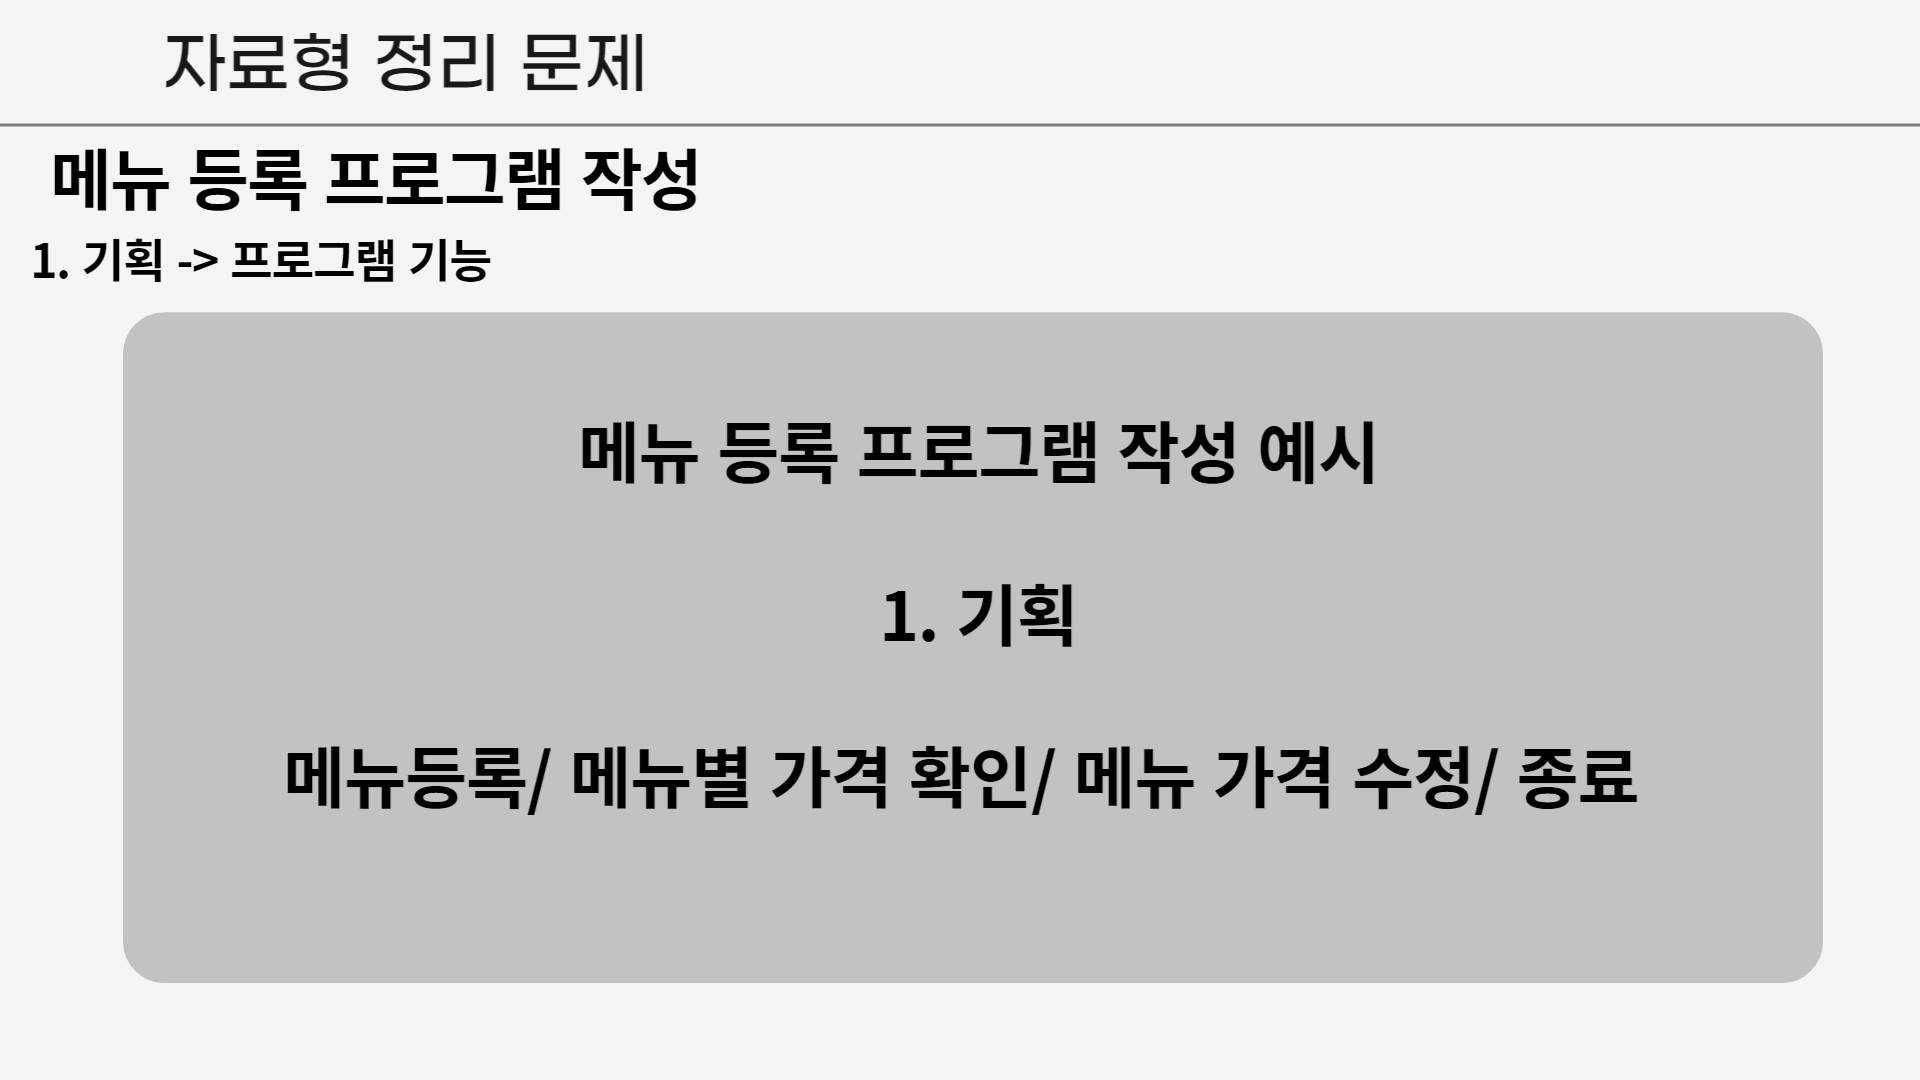 자료형 정리 문제
메뉴 등록 프로그램 작성
1. 기획 -> 프로그램 기능
메뉴 등록 프로그램 작성 예시
1. 기획
메뉴등록/ 메뉴별 가격 확인/ 메뉴 가격 수정/ 종료